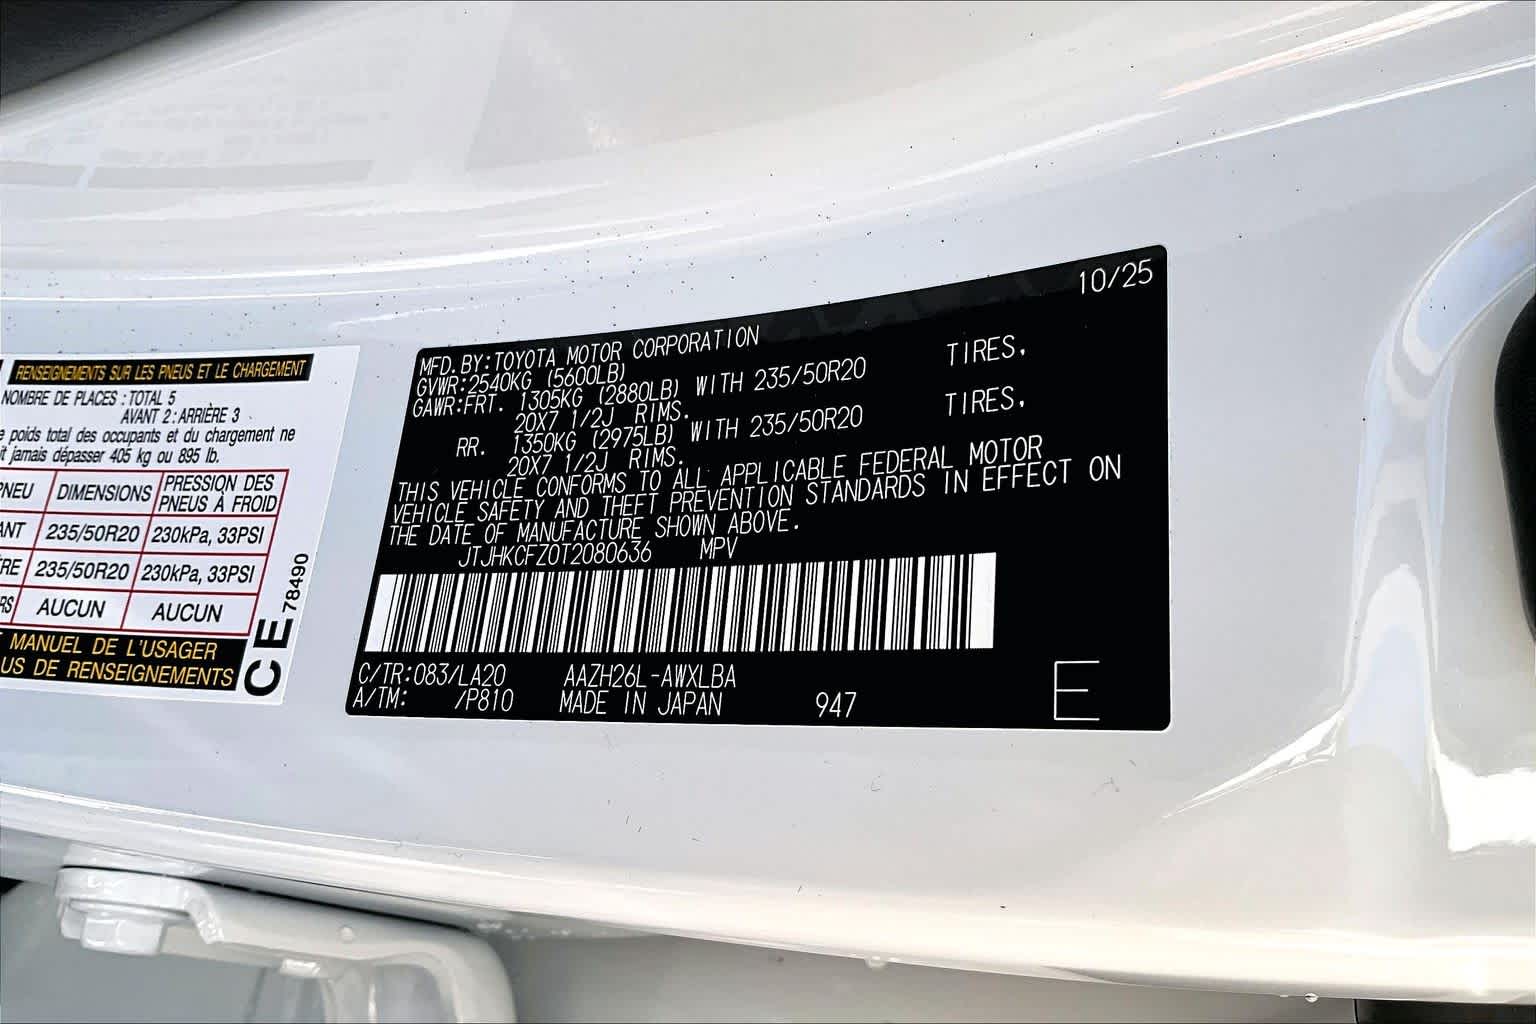 RENSEIGNEMENTS SUR LES PNEUS ET LE CHARGEMENT
NOMBRE DE PLACES : TOTAL 5
AVANT 2 : ARRIÈRE 3
e poids total des occupants et du chargement ne
it jamais dépasser 405 kg ou 895 lb.
PNEU DIMENSIONS PRESSION DES PNEUS À FROID
ANT 235/50R20 230kPa, 33PSI
RE 235/50R20 230kPa, 33PSI
RS AUCUN AUCUN
MANUEL DE L'USAGER
US DE RENSEIGNEMENTS
CE 78490
10/25
MFD.BY:TOYOTA MOTOR CORPORATION
GVWR:2540KG (5600LB)
GAWR:FRT. 1305KG (2880LB) WITH 235/50R20 TIRES,
20X7 1/2J RIMS.
RR. 1350KG (2975LB) WITH 235/50R20 TIRES,
20X7 1/2J RIMS.
THIS VEHICLE CONFORMS TO ALL APPLICABLE FEDERAL MOTOR
VEHICLE SAFETY AND THEFT PREVENTION STANDARDS IN EFFECT ON
THE DATE OF MANUFACTURE SHOWN ABOVE.
JTJHKCFZ0T2080636 MPV
C/TR:083/LA20 AAZH26L-AWXLBA
A/TM: /P810 MADE IN JAPAN 947 E